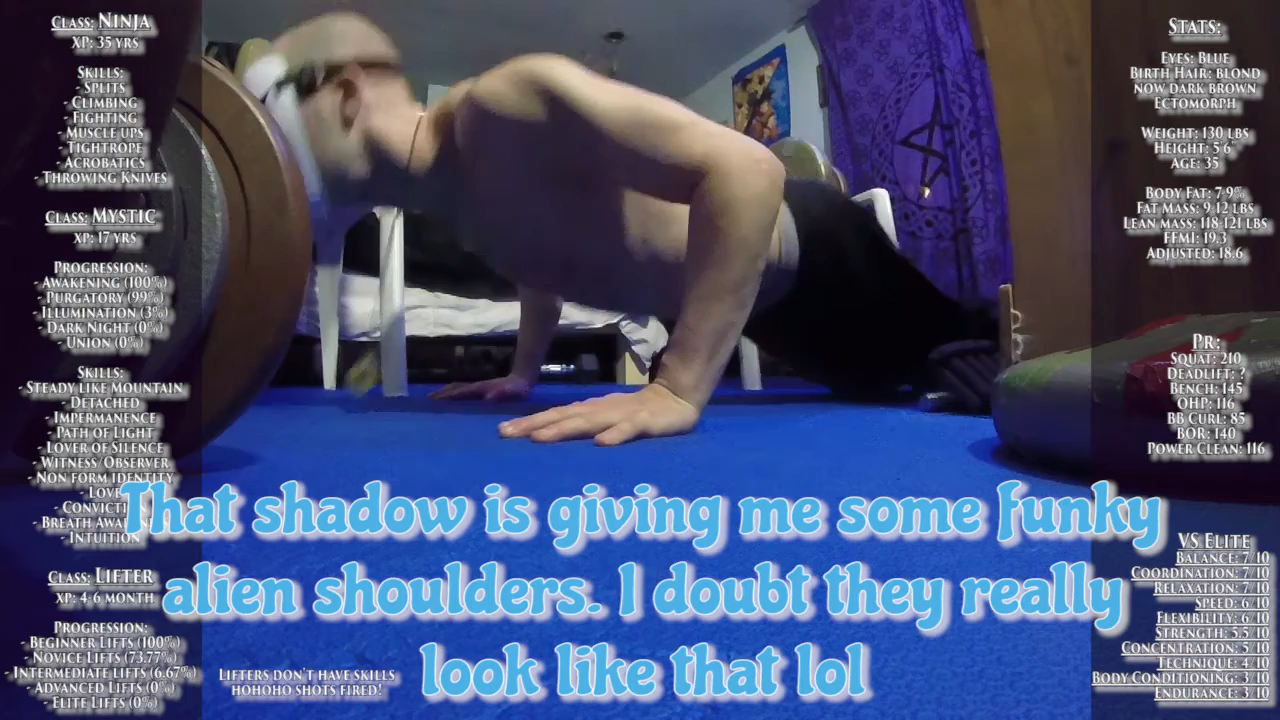 Class: Ninja
XP: 35 yrs
Skills:
- Splits
- Climbing
- Fighting
- Muscle ups
- Tightrope
- Acrobatics
- Throwing Knives
Class: Mystic
XP: 17 yrs
Progression:
Awakening (100%)
Purgatory (99%)
Illumination (3%)
Dark Night (0%)
Union (0%)
Skills:
- Steady like Mountain
- Detached
- Impermanence
- Path of Light
- Lover of Silence
- Witness/Observer
- Non form identity
- Love
- Breath
- Intuition
Class: Lifter
XP: 4-6 month
Progression:
Beginner Lifts (100%)
Novice Lifts (73.77%)
Intermediate Lifts (6.67%)
Advanced Lifts (0%)
Elite Lifts (0%)
Lifters don't have skills
hohoho shots fired!
That shadow is giving me some funky
alien shoulders. I doubt they really
look like that lol
Stats:
Eyes: Blue
Birth Hair: blond
now dark brown
Ectomorph
Weight: 130 lbs
Height: 5'6"
Age: 35
Body Fat: 7-9%
Fat Mass: 9-12 lbs
Lean mass: 118-121 lbs
FFMI: 19.3
Adjusted: 18.6
PR:
Squat: 210
Deadlift: ?
Bench: 145
OHP: 116
BB Curl: 85
BOR: 140
Power Clean: 116
VS Elite
Balance: 7/10
Coordination: 7/10
Relaxation: 7/10
Speed: 6/10
Flexibility: 6/10
Strength: 5.5/10
Concentration: 5/10
Technique: 4/10
Body Conditioning: 3/10
Endurance: 3/10